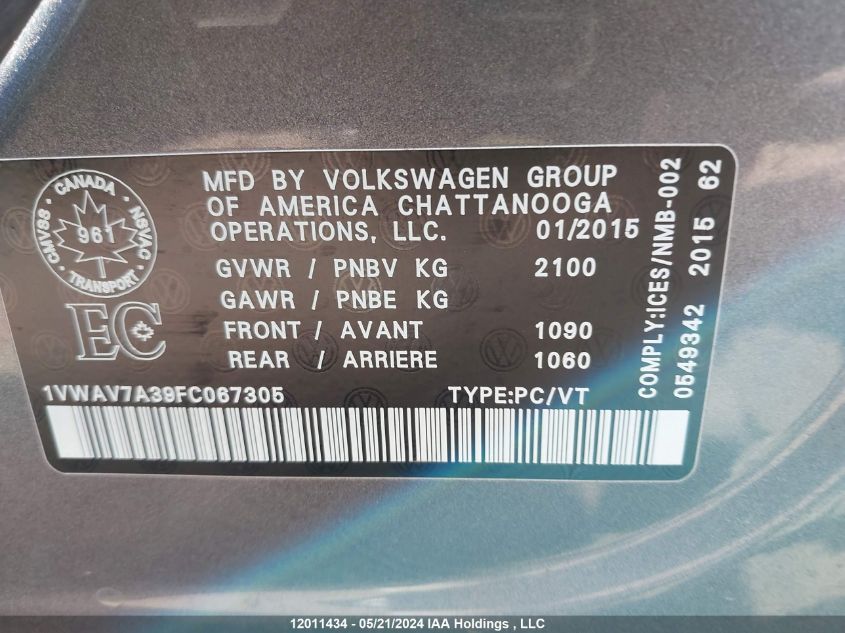 MFD BY VOLKSWAGEN GROUP
OF AMERICA CHATTANOOGA
OPERATIONS, LLC. 01/2015
GVWR / PNBV KG 2100
GAWR / PNBE KG
FRONT / AVANT 1090
REAR / ARRIERE 1060
1VWAV7A39FC067305 TYPE:PC/VT
CANADA
CMVSS NSVAC
961
TRANSPORT
EC
COMPLY:ICES/NMB-002
0549342 2015 62
12011434 - 05/21/2024 IAA Holdings , LLC